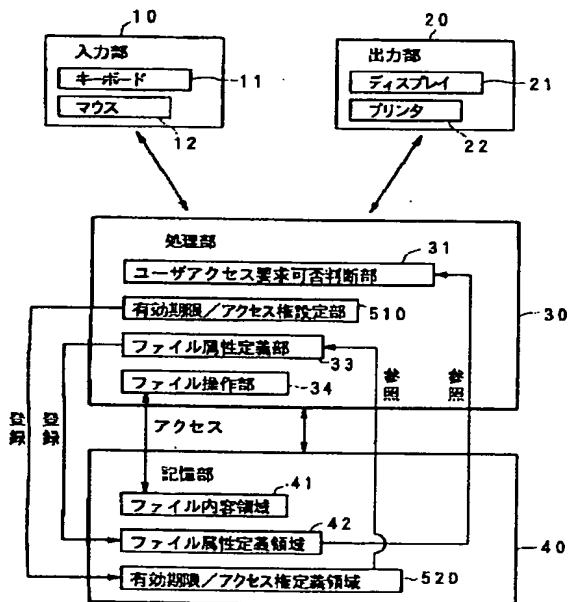 10
入力部
キーボード
11
マウス
12
20
出力部
ディスプレイ
21
プリンタ
22
処理部
31
ユーザアクセス要求可否判断部
有効期限/アクセス権設定部
510
30
ファイル属性定義部
33
ファイル操作部
34
参照
参照
登録
登録
アクセス
記憶部
41
ファイル内容領域
42
ファイル属性定義領域
40
有効期限/アクセス権定義領域
520